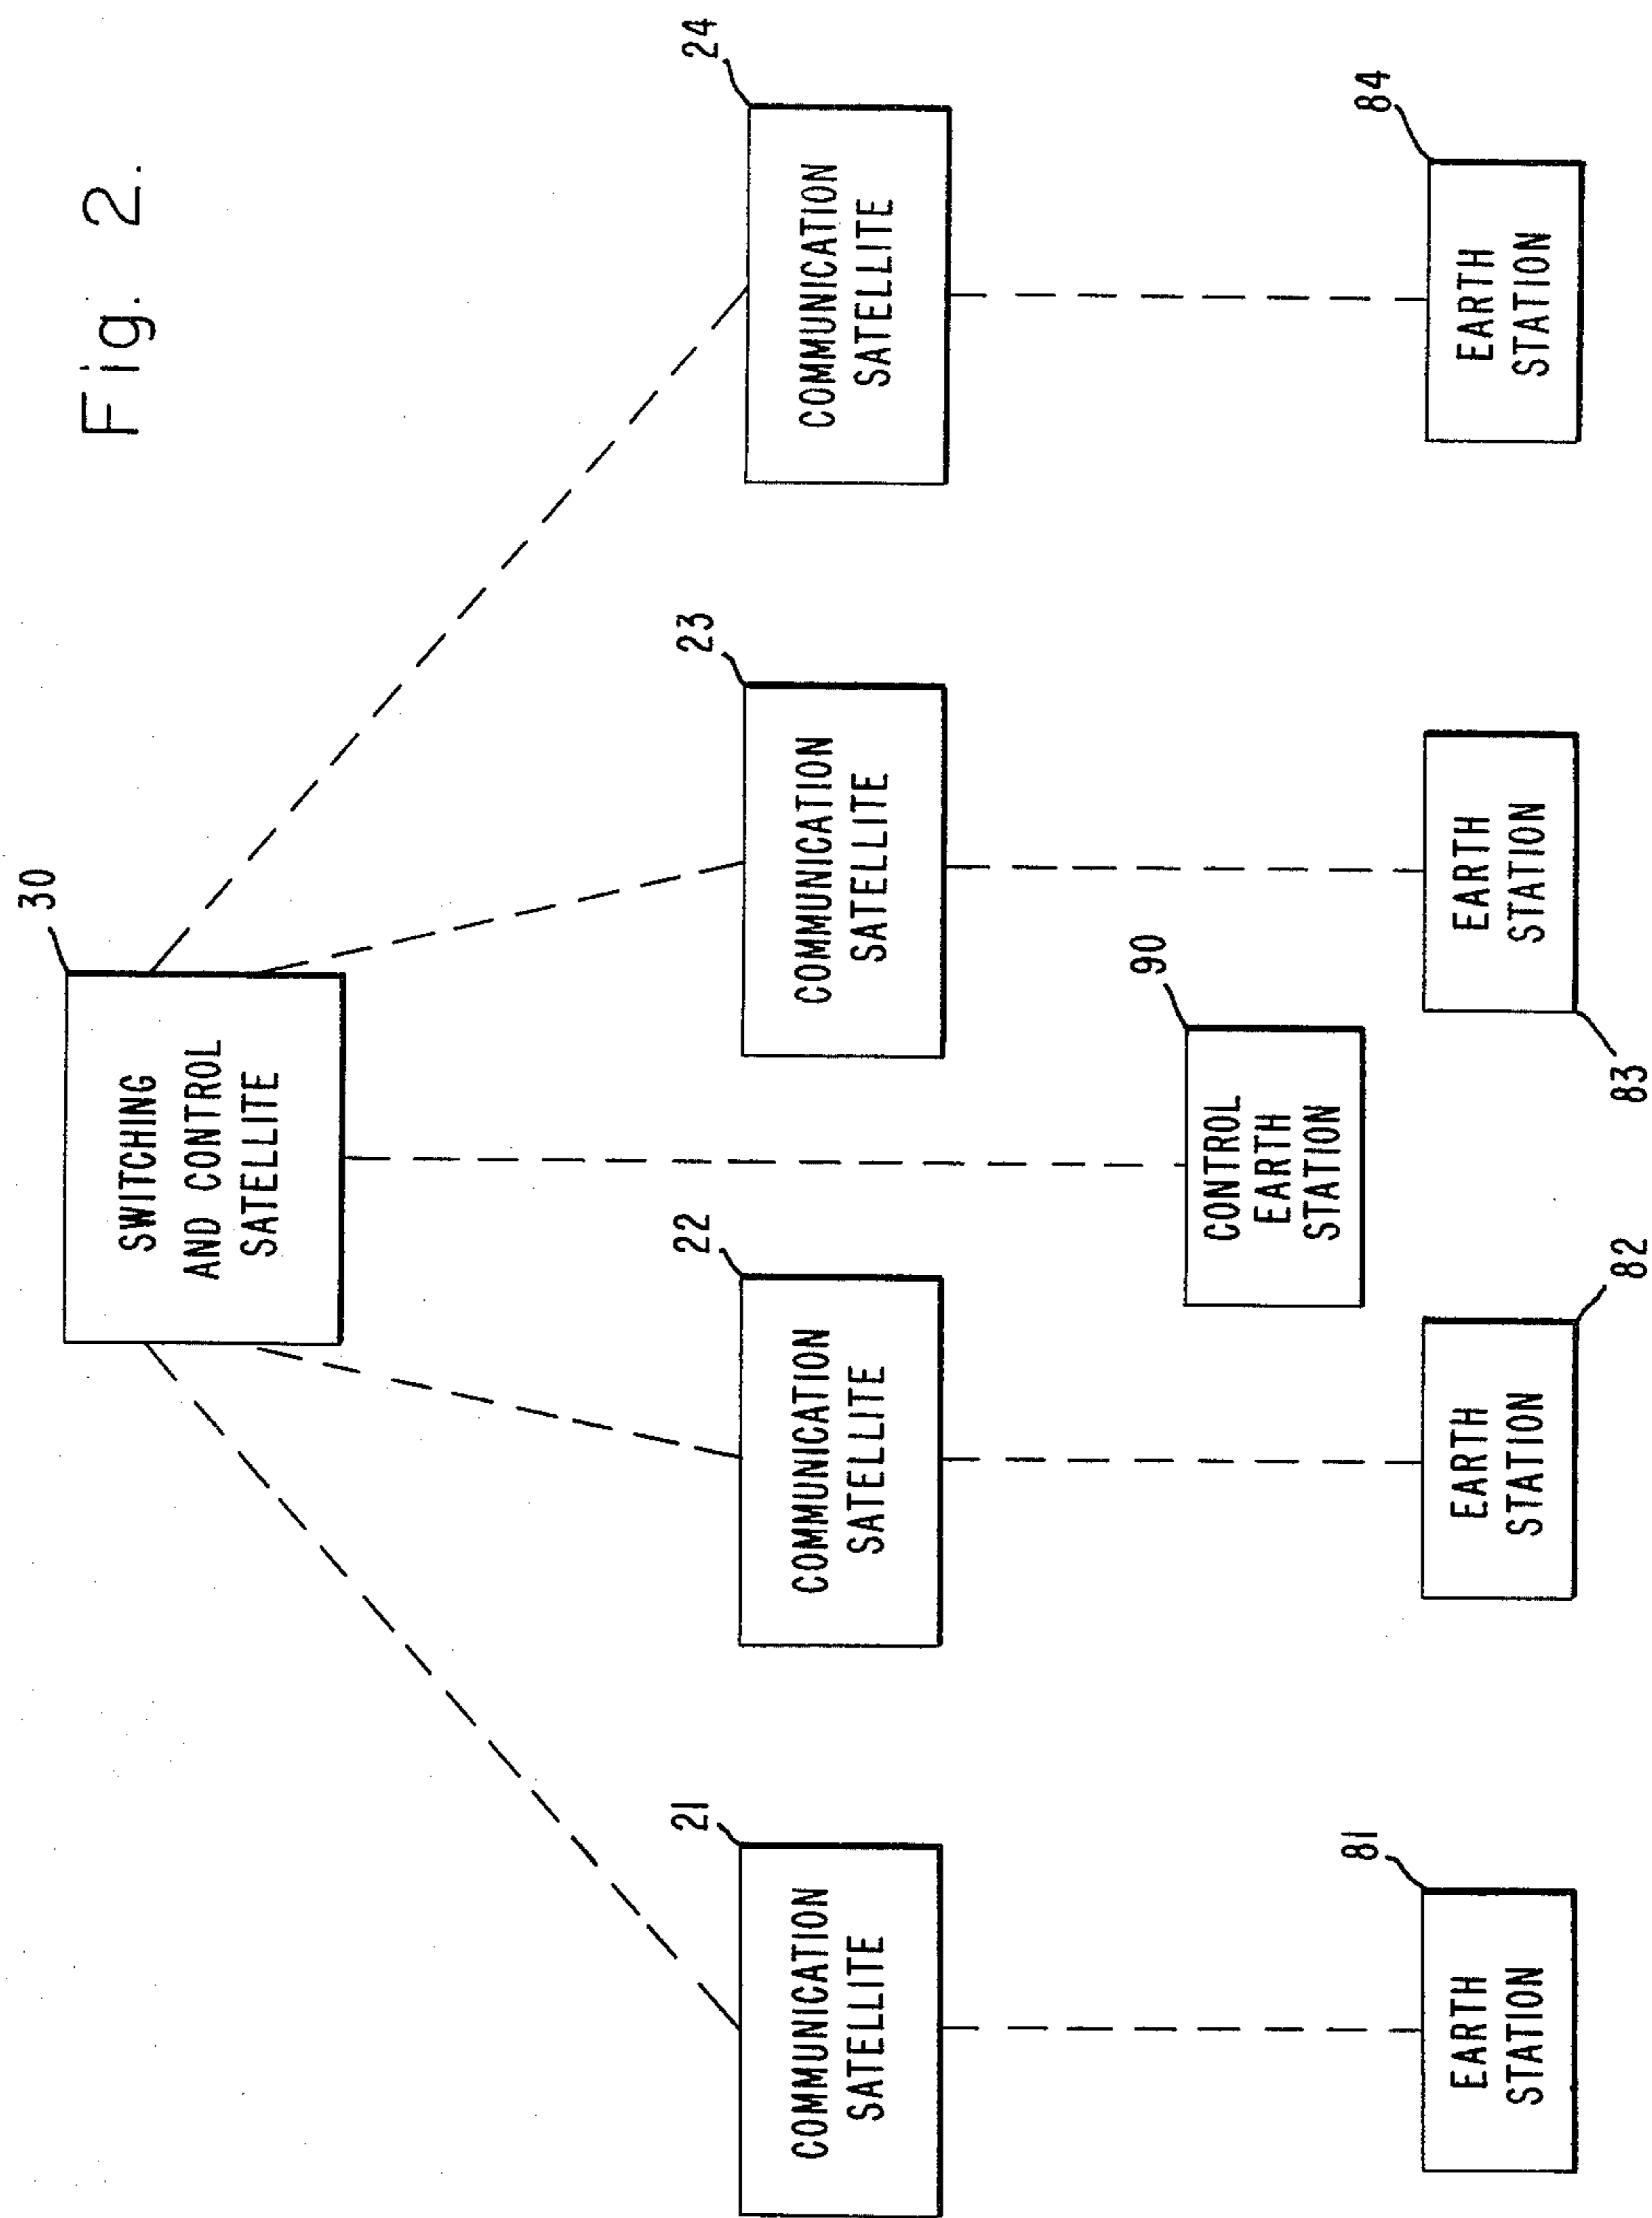 Fig. 2.
30
SWITCHING
AND CONTROL
SATELLITE
21
COMMUNICATION
SATELLITE
22
COMMUNICATION
SATELLITE
23
COMMUNICATION
SATELLITE
24
COMMUNICATION
SATELLITE
90
CONTROL
EARTH
STATION
81
EARTH
STATION
82
EARTH
STATION
83
EARTH
STATION
84
EARTH
STATION